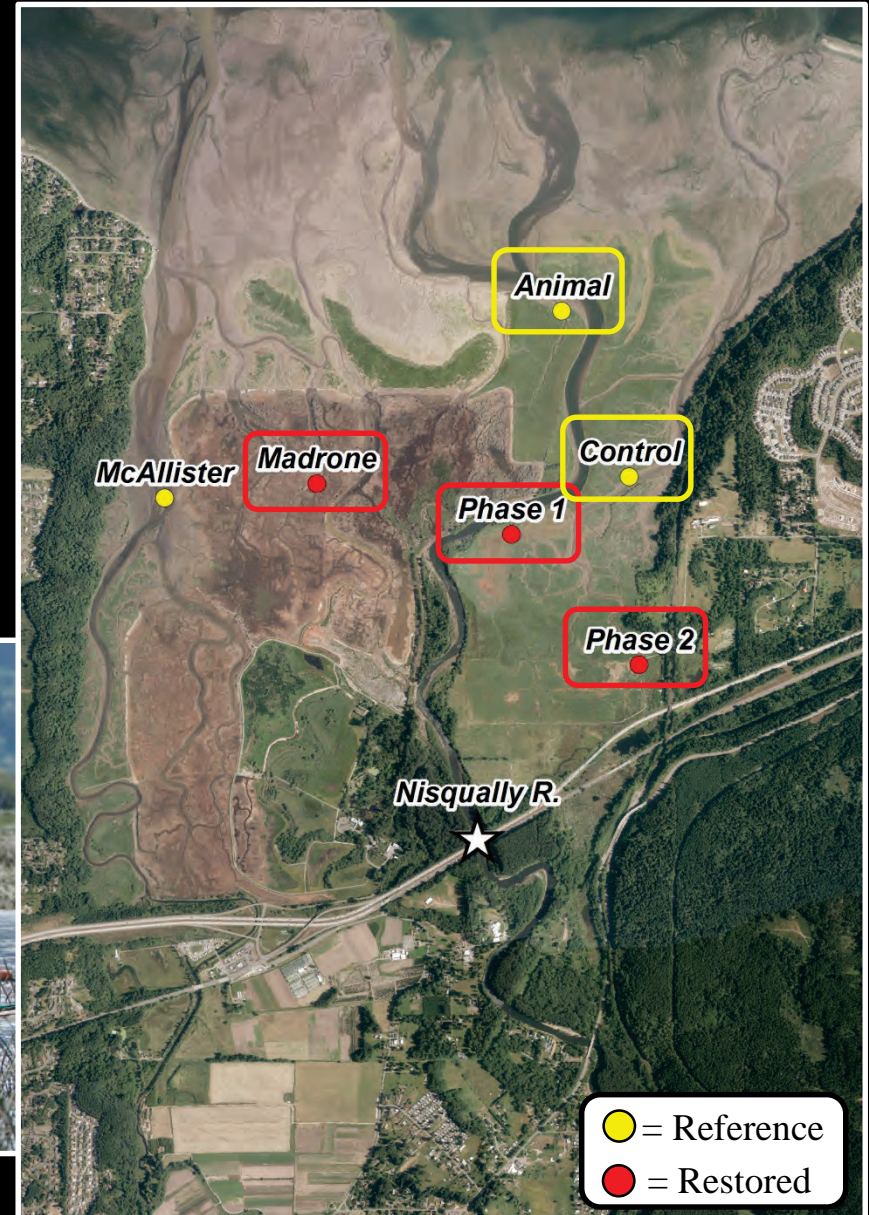 Animal
Control
Madrone
McAllister
Phase 1
Phase 2
Nisqually R.
= Reference
= Restored